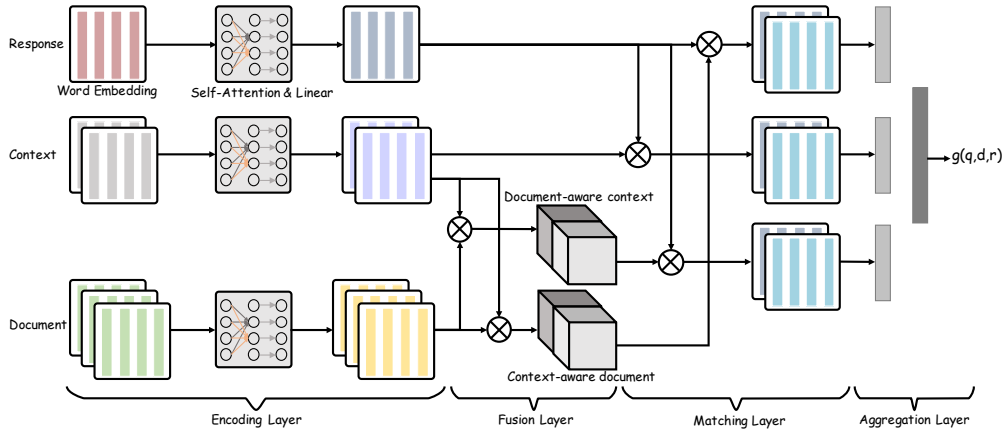 Response
Word Embedding
Self-Attention & Linear
Context
g(q,d,r)
Document-aware context
Document
Context-aware document
Encoding Layer
Fusion Layer
Matching Layer
Aggregation Layer